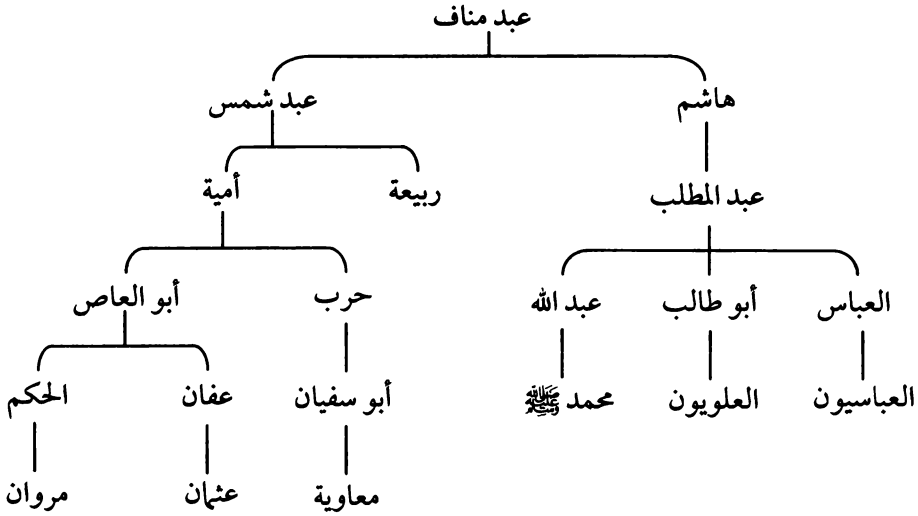 عبد مناف
هاشم عبد شمس
ربيعة أمية
عبد المطلب
العباس أبو طالب عبد الله حرب أبو العاص
العباسيون العلويون محمد ﷺ أبو سفيان عفان الحكم
معاوية عثمان مروان